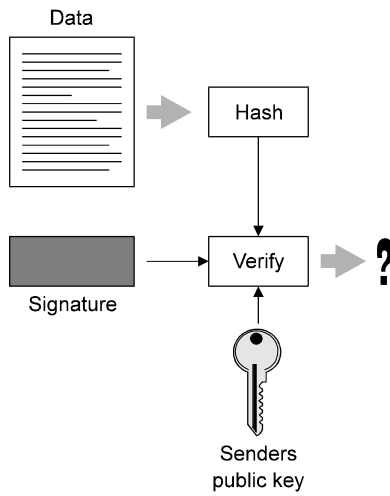 Data
Hash
Verify
?
Signature
Senders
public key